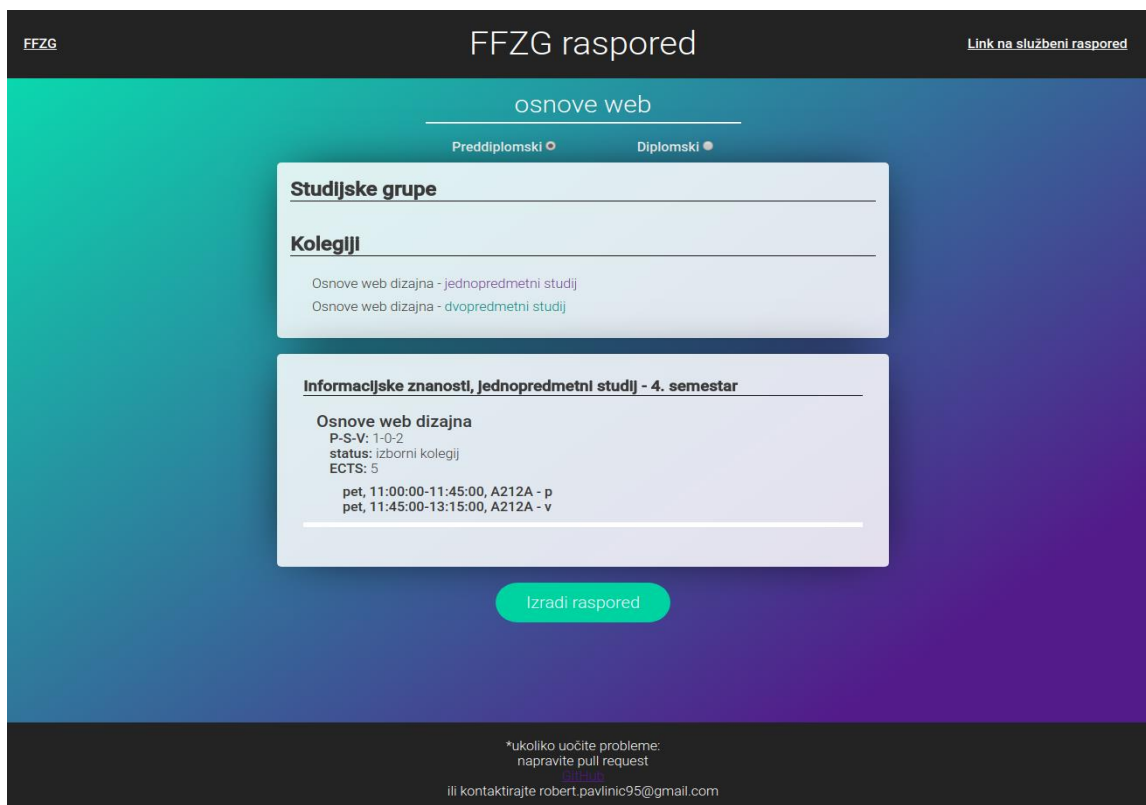 FFZG
FFZG raspored
Link na službeni raspored
osnove web
Preddiplomski
Diplomski
Studijske grupe
Kolegiji
Osnove web dizajna - jednopredmetni studij
Osnove web dizajna - dvopredmetni studij
Informacijske znanosti, jednopredmetni studij - 4. semestar
Osnove web dizajna
P-S-V: 1-0-2
status: izborni kolegij
ECTS: 5
pet, 11:00:00-11:45:00, A212A - p
pet, 11:45:00-13:15:00, A212A - v
Izradi raspored
*ukoliko uočite probleme:
napravite pull request
GitHub
ili kontaktirajte robert.pavlinic95@gmail.com